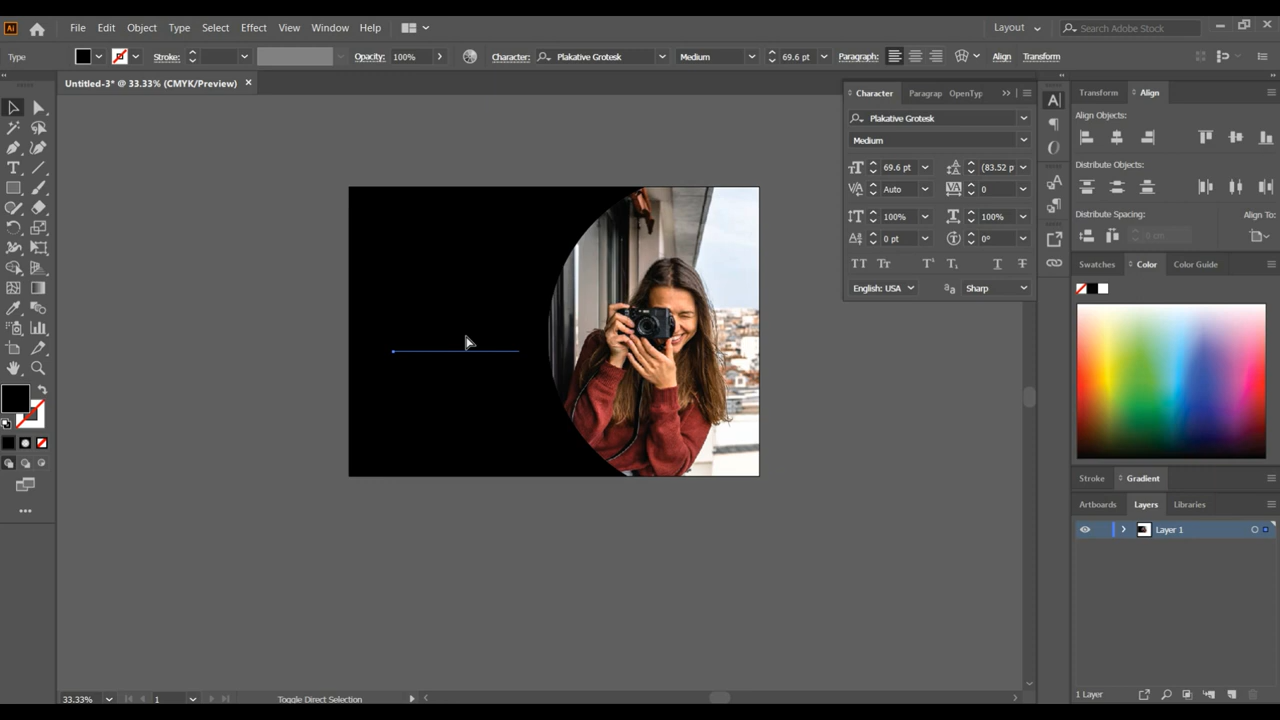 Ai File Edit Object Type Select Effect View Window Help Layout Search Adobe Stock
Type Stroke: Opacity: 100% Character: Plakative Grotesk Medium 69.6 pt Paragraph: Align Transform
Untitled-3* @ 33.33% (CMYK/Preview)
Character Paragrap OpenTyp
Plakative Grotesk
Medium
69.6 pt (83.52 p
Auto 0
100% 100%
0 pt 0°
English: USA Sharp
Transform Align
Align Objects:
Distribute Objects:
Distribute Spacing: Align To:
0 cm
Swatches Color Color Guide
Stroke Gradient
Artboards Layers Libraries
Layer 1
1 Layer
33.33% 1 Toggle Direct Selection